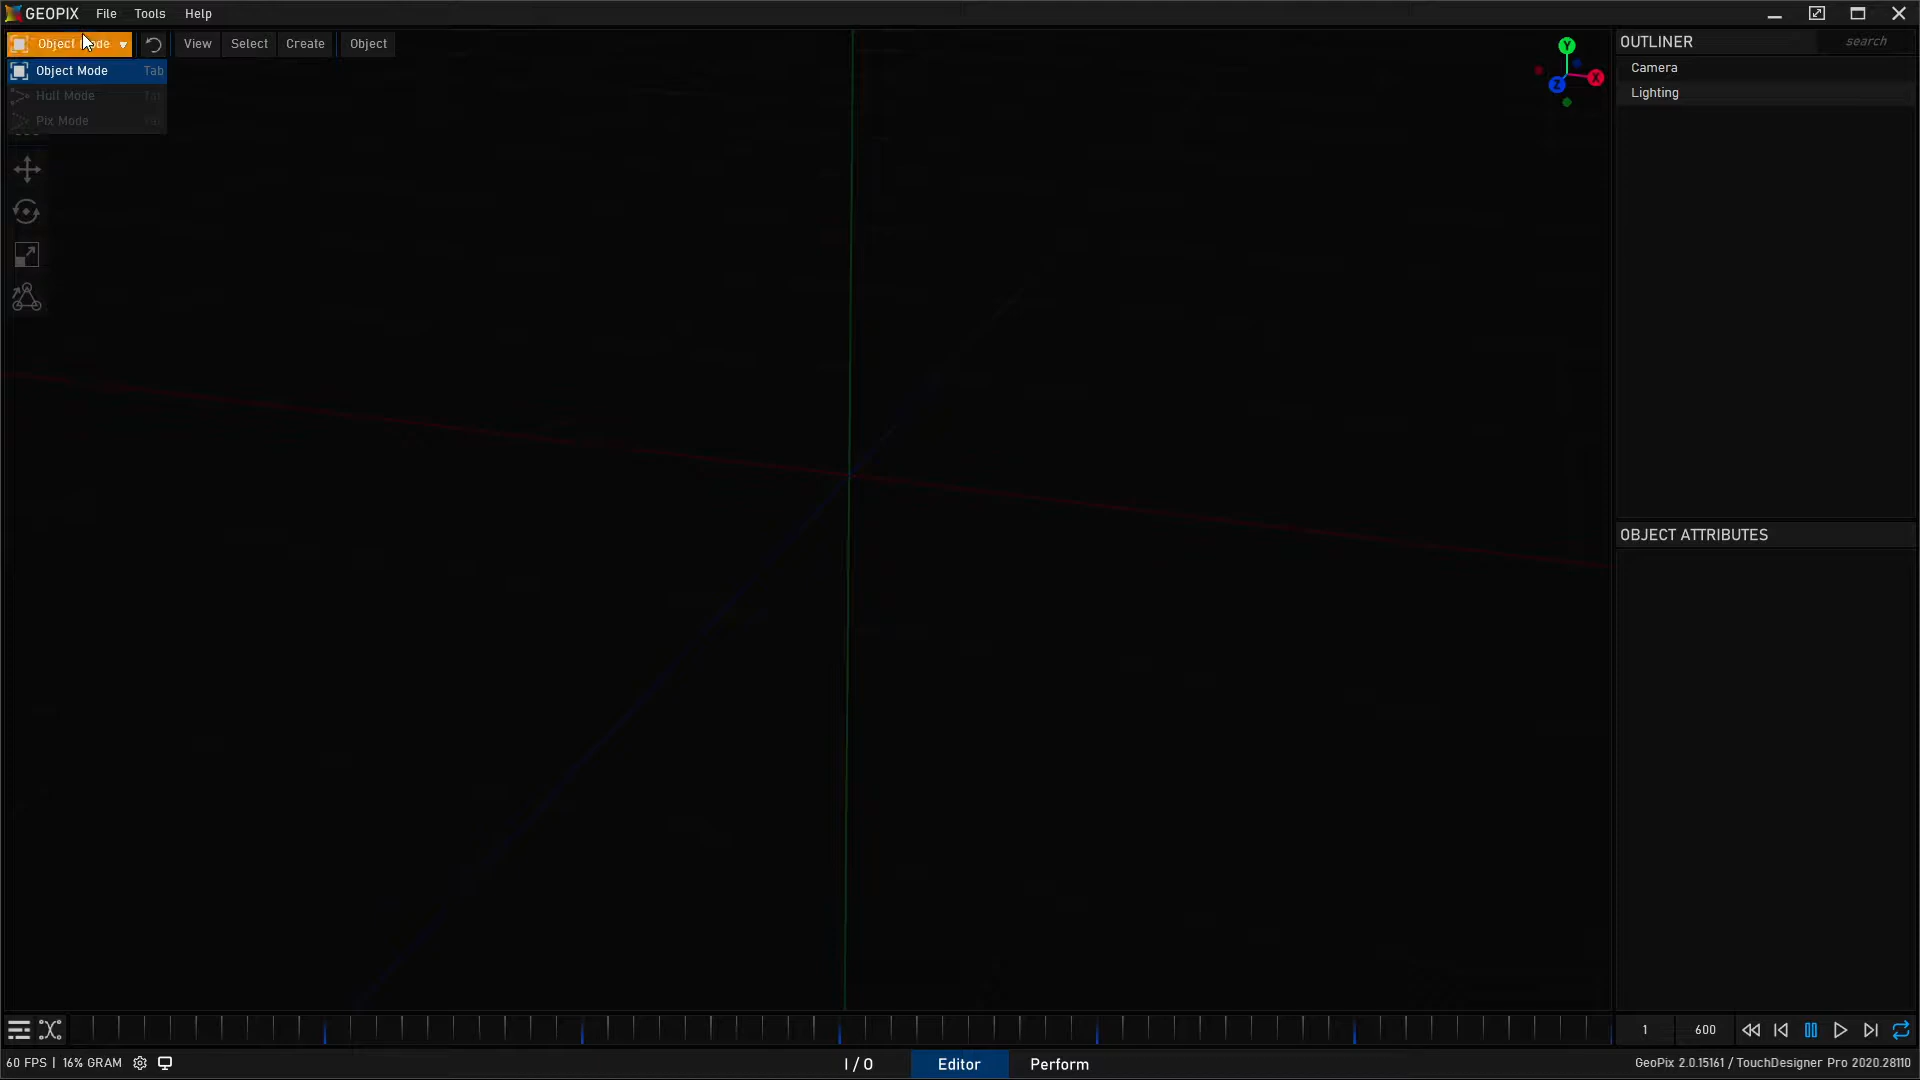 GEOPIX File Tools Help
Object Mode View Select Create Object
Object Mode Tab
Hull Mode Tab
Pix Mode Tab
Y
X
Z
OUTLINER search
Camera
Lighting
OBJECT ATTRIBUTES
1 600
60 FPS | 16% GRAM
I / O Editor Perform
GeoPix 2.0.15161 / TouchDesigner Pro 2020.28110